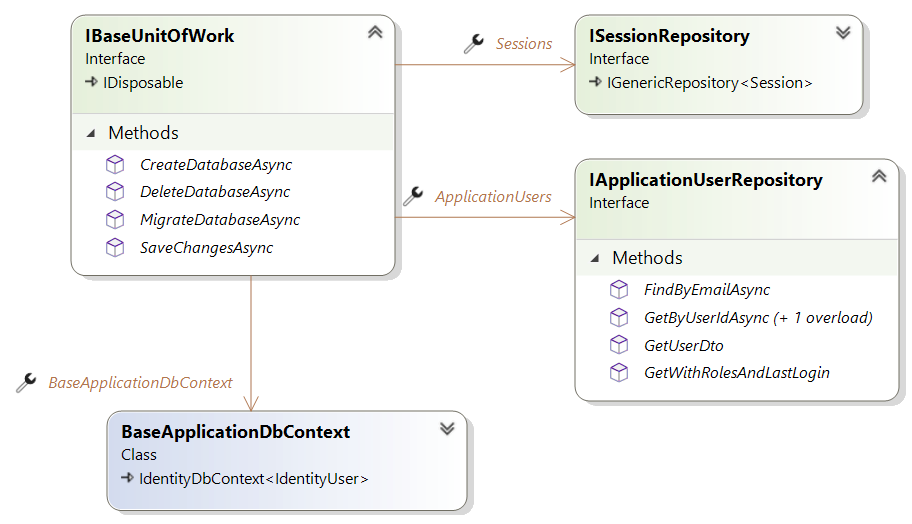 IBaseUnitOfWork
Interface
IDisposable
Methods
CreateDatabaseAsync
DeleteDatabaseAsync
MigrateDatabaseAsync
SaveChangesAsync
Sessions
ISessionRepository
Interface
IGenericRepository<Session>
ApplicationUsers
IApplicationUserRepository
Interface
Methods
FindByEmailAsync
GetByUserIdAsync (+ 1 overload)
GetUserDto
GetWithRolesAndLastLogin
BaseApplicationDbContext
BaseApplicationDbContext
Class
IdentityDbContext<IdentityUser>